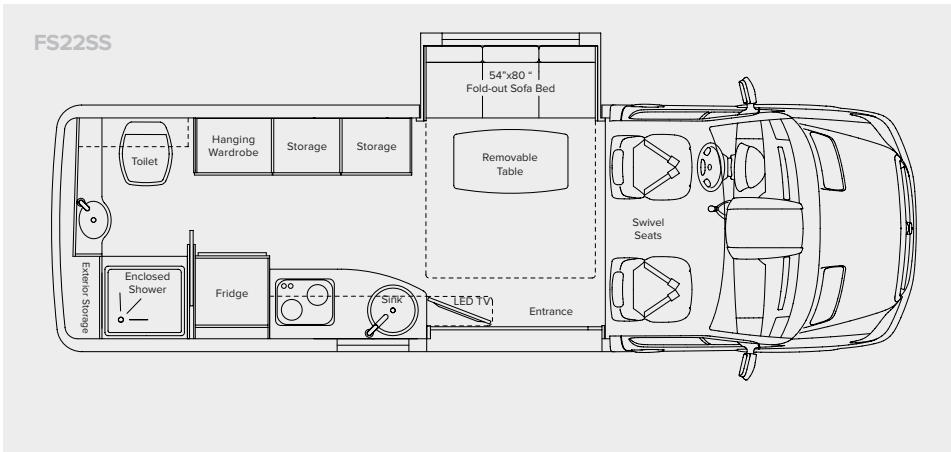 FS22SS
54"x80 "
Fold-out Sofa Bed
Toilet
Hanging
Wardrobe
Storage
Storage
Removable
Table
Swivel
Seats
Exterior Storage
Enclosed
Shower
Fridge
Sink
LED TV
Entrance